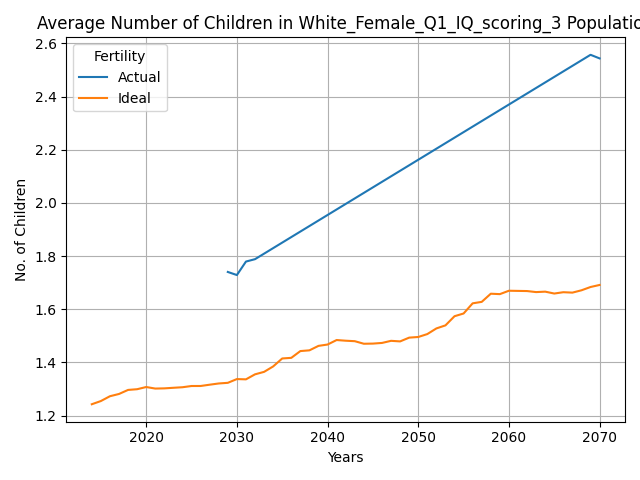 Average Number of Children in White_Female_Q1_IQ_scoring_3 Populatio
2.6
2.4
2.2
2.0
1.8
1.6
1.4
1.2
No. of Children
Fertility
Actual
Ideal
2020 2030 2040 2050 2060 2070
Years